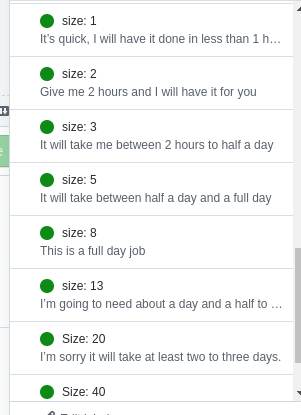 size: 1
It's quick, I will have it done in less than 1 h…
size: 2
Give me 2 hours and I will have it for you
size: 3
It will take me between 2 hours to half a day
size: 5
It will take between half a day and a full day
size: 8
This is a full day job
size: 13
I'm going to need about a day and a half to …
Size: 20
I'm sorry it will take at least two to three days.
Size: 40